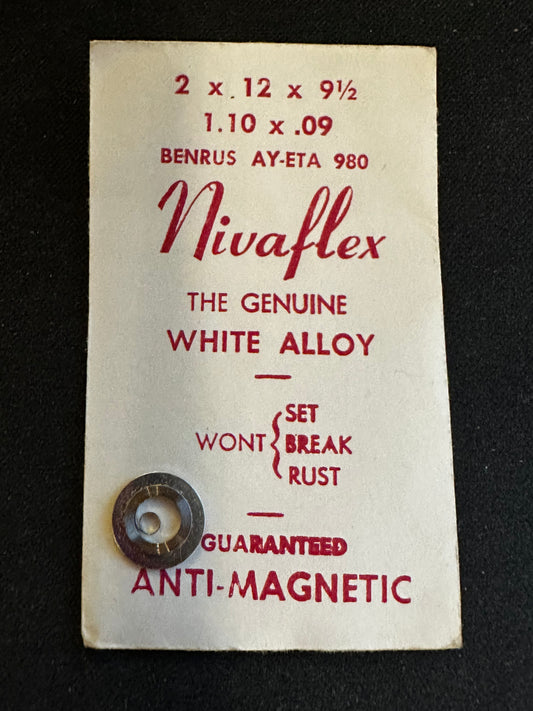 2 x .12 x 9½
1.10 x .09
BENRUS AY-ETA 980
Nivaflex
THE GENUINE
WHITE ALLOY
WONT { SET
BREAK
RUST
GUARANTEED
ANTI-MAGNETIC